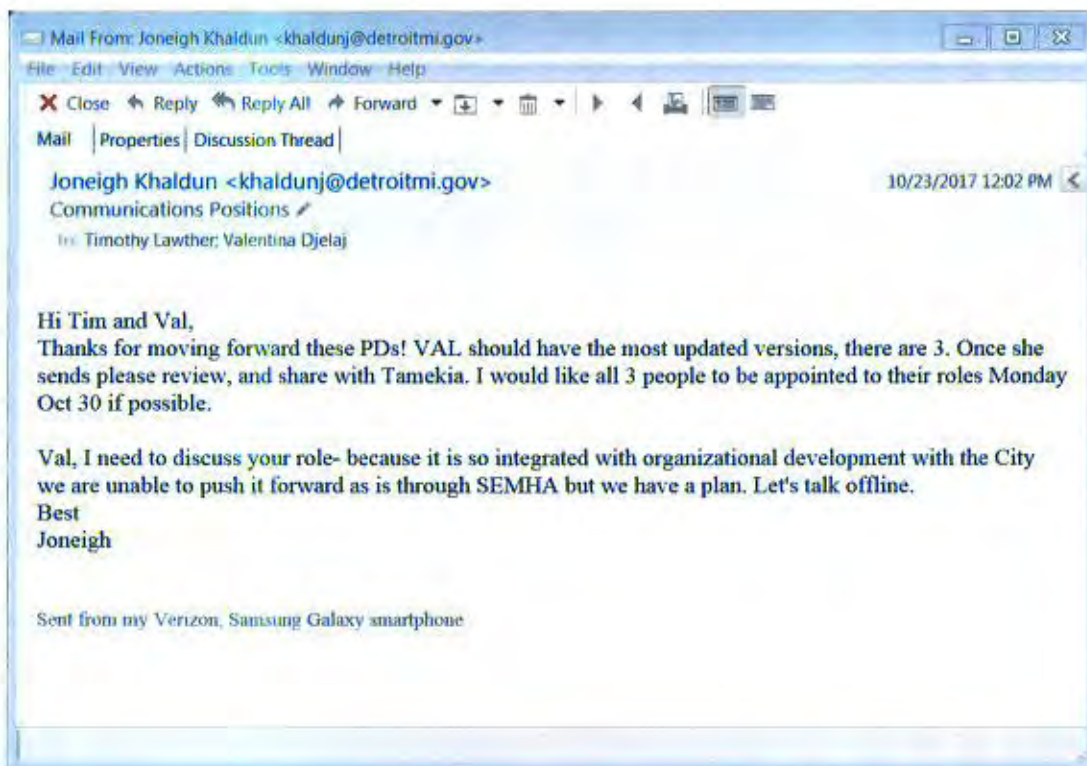 Mail From: Joneigh Khaldun <khaldunj@detroitmi.gov>
File Edit View Actions Tools Window Help
Close Reply Reply All Forward
Mail Properties Discussion Thread
Joneigh Khaldun <khaldunj@detroitmi.gov> 10/23/2017 12:02 PM
Communications Positions
To: Timothy Lawther; Valentina Djelaj
Hi Tim and Val,
Thanks for moving forward these PDs! VAL should have the most updated versions, there are 3. Once she
sends please review, and share with Tamekia. I would like all 3 people to be appointed to their roles Monday
Oct 30 if possible.
Val, I need to discuss your role- because it is so integrated with organizational development with the City
we are unable to push it forward as is through SEMHA but we have a plan. Let's talk offline.
Best
Joneigh
Sent from my Verizon, Samsung Galaxy smartphone